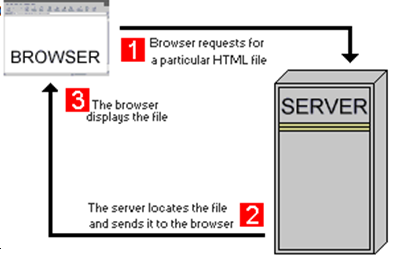 BROWSER
1 Browser requests for
a particular HTML file
SERVER
3 The browser
displays the file
The server locates the file
and sends it to the browser 2